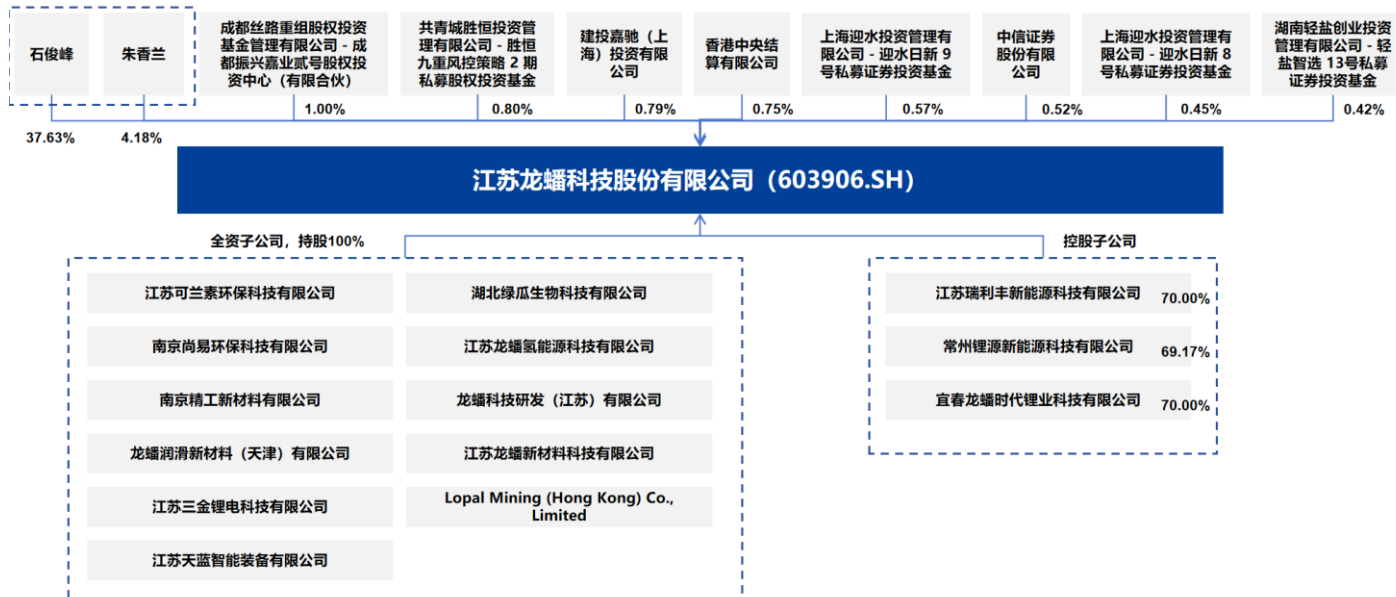 石俊峰
朱香兰
成都丝路重组股权投资
基金管理有限公司 - 成
都振兴嘉业贰号股权投
资中心（有限合伙）
共青城胜恒投资管
理有限公司 - 胜恒
九重风控策略 2 期
私募股权投资基金
建投嘉驰（上
海）投资有限
公司
香港中央结
算有限公司
上海迎水投资管理有
限公司 - 迎水日新 9
号私募证券投资基金
中信证券
股份有限
公司
上海迎水投资管理有
限公司 - 迎水日新 8
号私募证券投资基金
湖南轻盐创业投资
管理有限公司 - 轻
盐智选 13号私募
证券投资基金
37.63%
4.18%
1.00%
0.80%
0.79%
0.75%
0.57%
0.52%
0.45%
0.42%
江苏龙蟠科技股份有限公司（603906.SH）
全资子公司，持股100%
控股子公司
江苏可兰素环保科技有限公司
湖北绿瓜生物科技有限公司
南京尚易环保科技有限公司
江苏龙蟠氢能源科技有限公司
南京精工新材料有限公司
龙蟠科技研发（江苏）有限公司
龙蟠润滑新材料（天津）有限公司
江苏龙蟠新材料科技有限公司
江苏三金锂电科技有限公司
Lopal Mining (Hong Kong) Co.,
Limited
江苏天蓝智能装备有限公司
江苏瑞利丰新能源科技有限公司 70.00%
常州锂源新能源科技有限公司 69.17%
宜春龙蟠时代锂业科技有限公司 70.00%